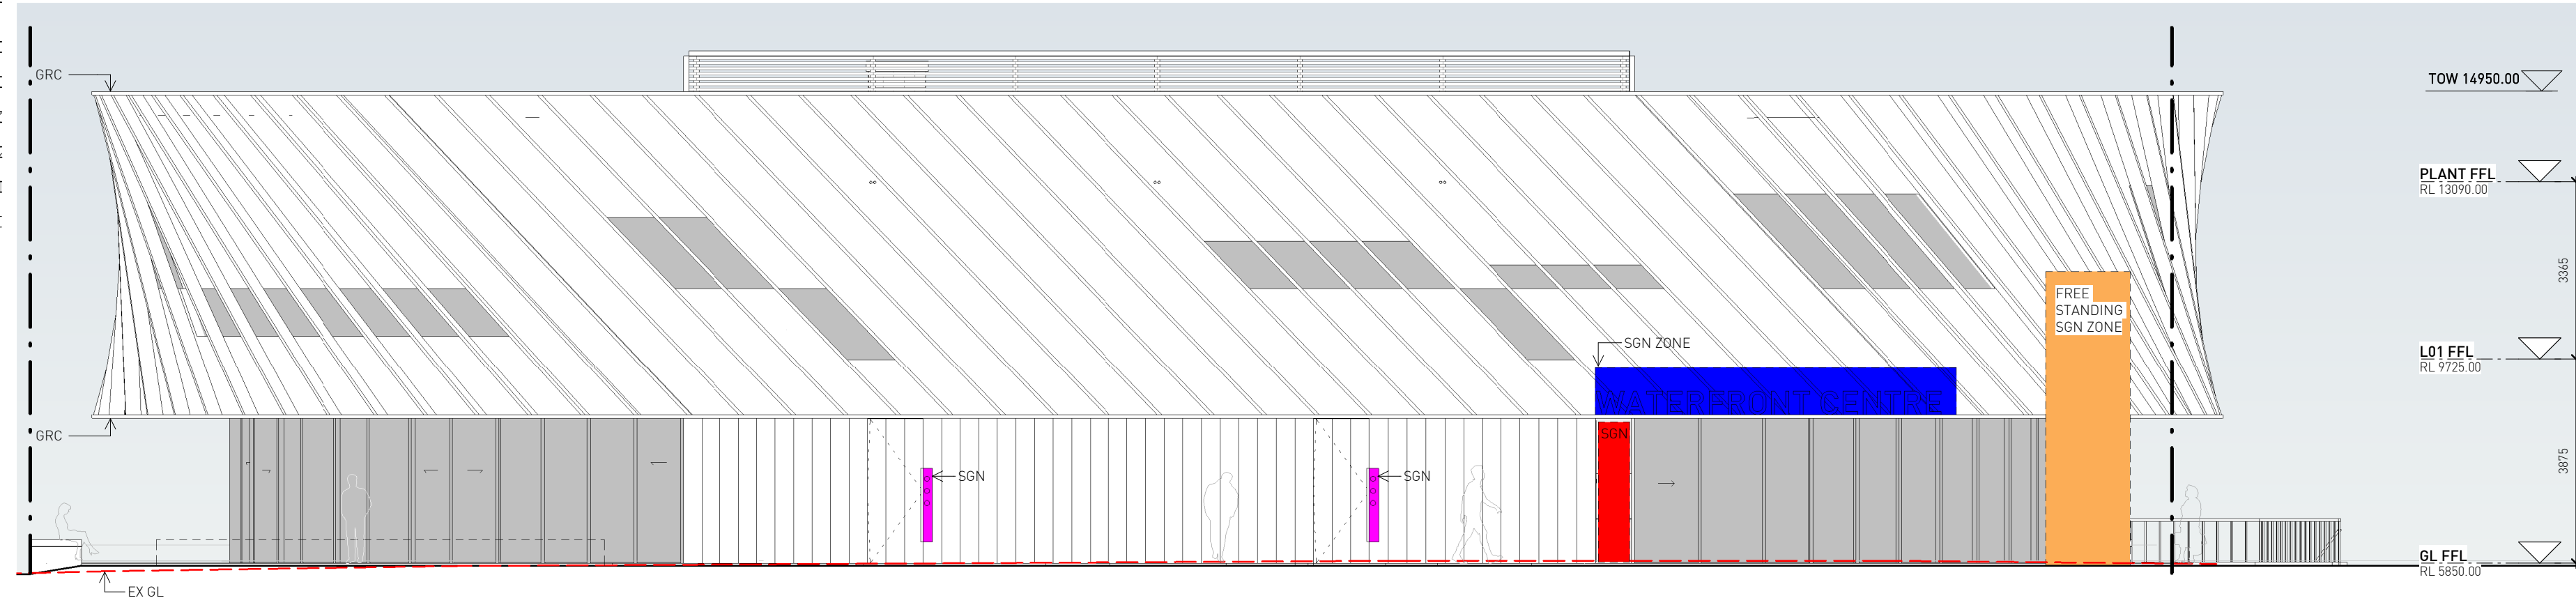 GRC
TOW 14950.00
PLANT FFL
RL 13090.00
3365
FREE
STANDING
SGN ZONE
SGN ZONE
L01 FFL
RL 9725.00
WATERFRONT CENTRE
GRC
SGN
SGN
SGN
3875
GL FFL
RL 5850.00
EX GL